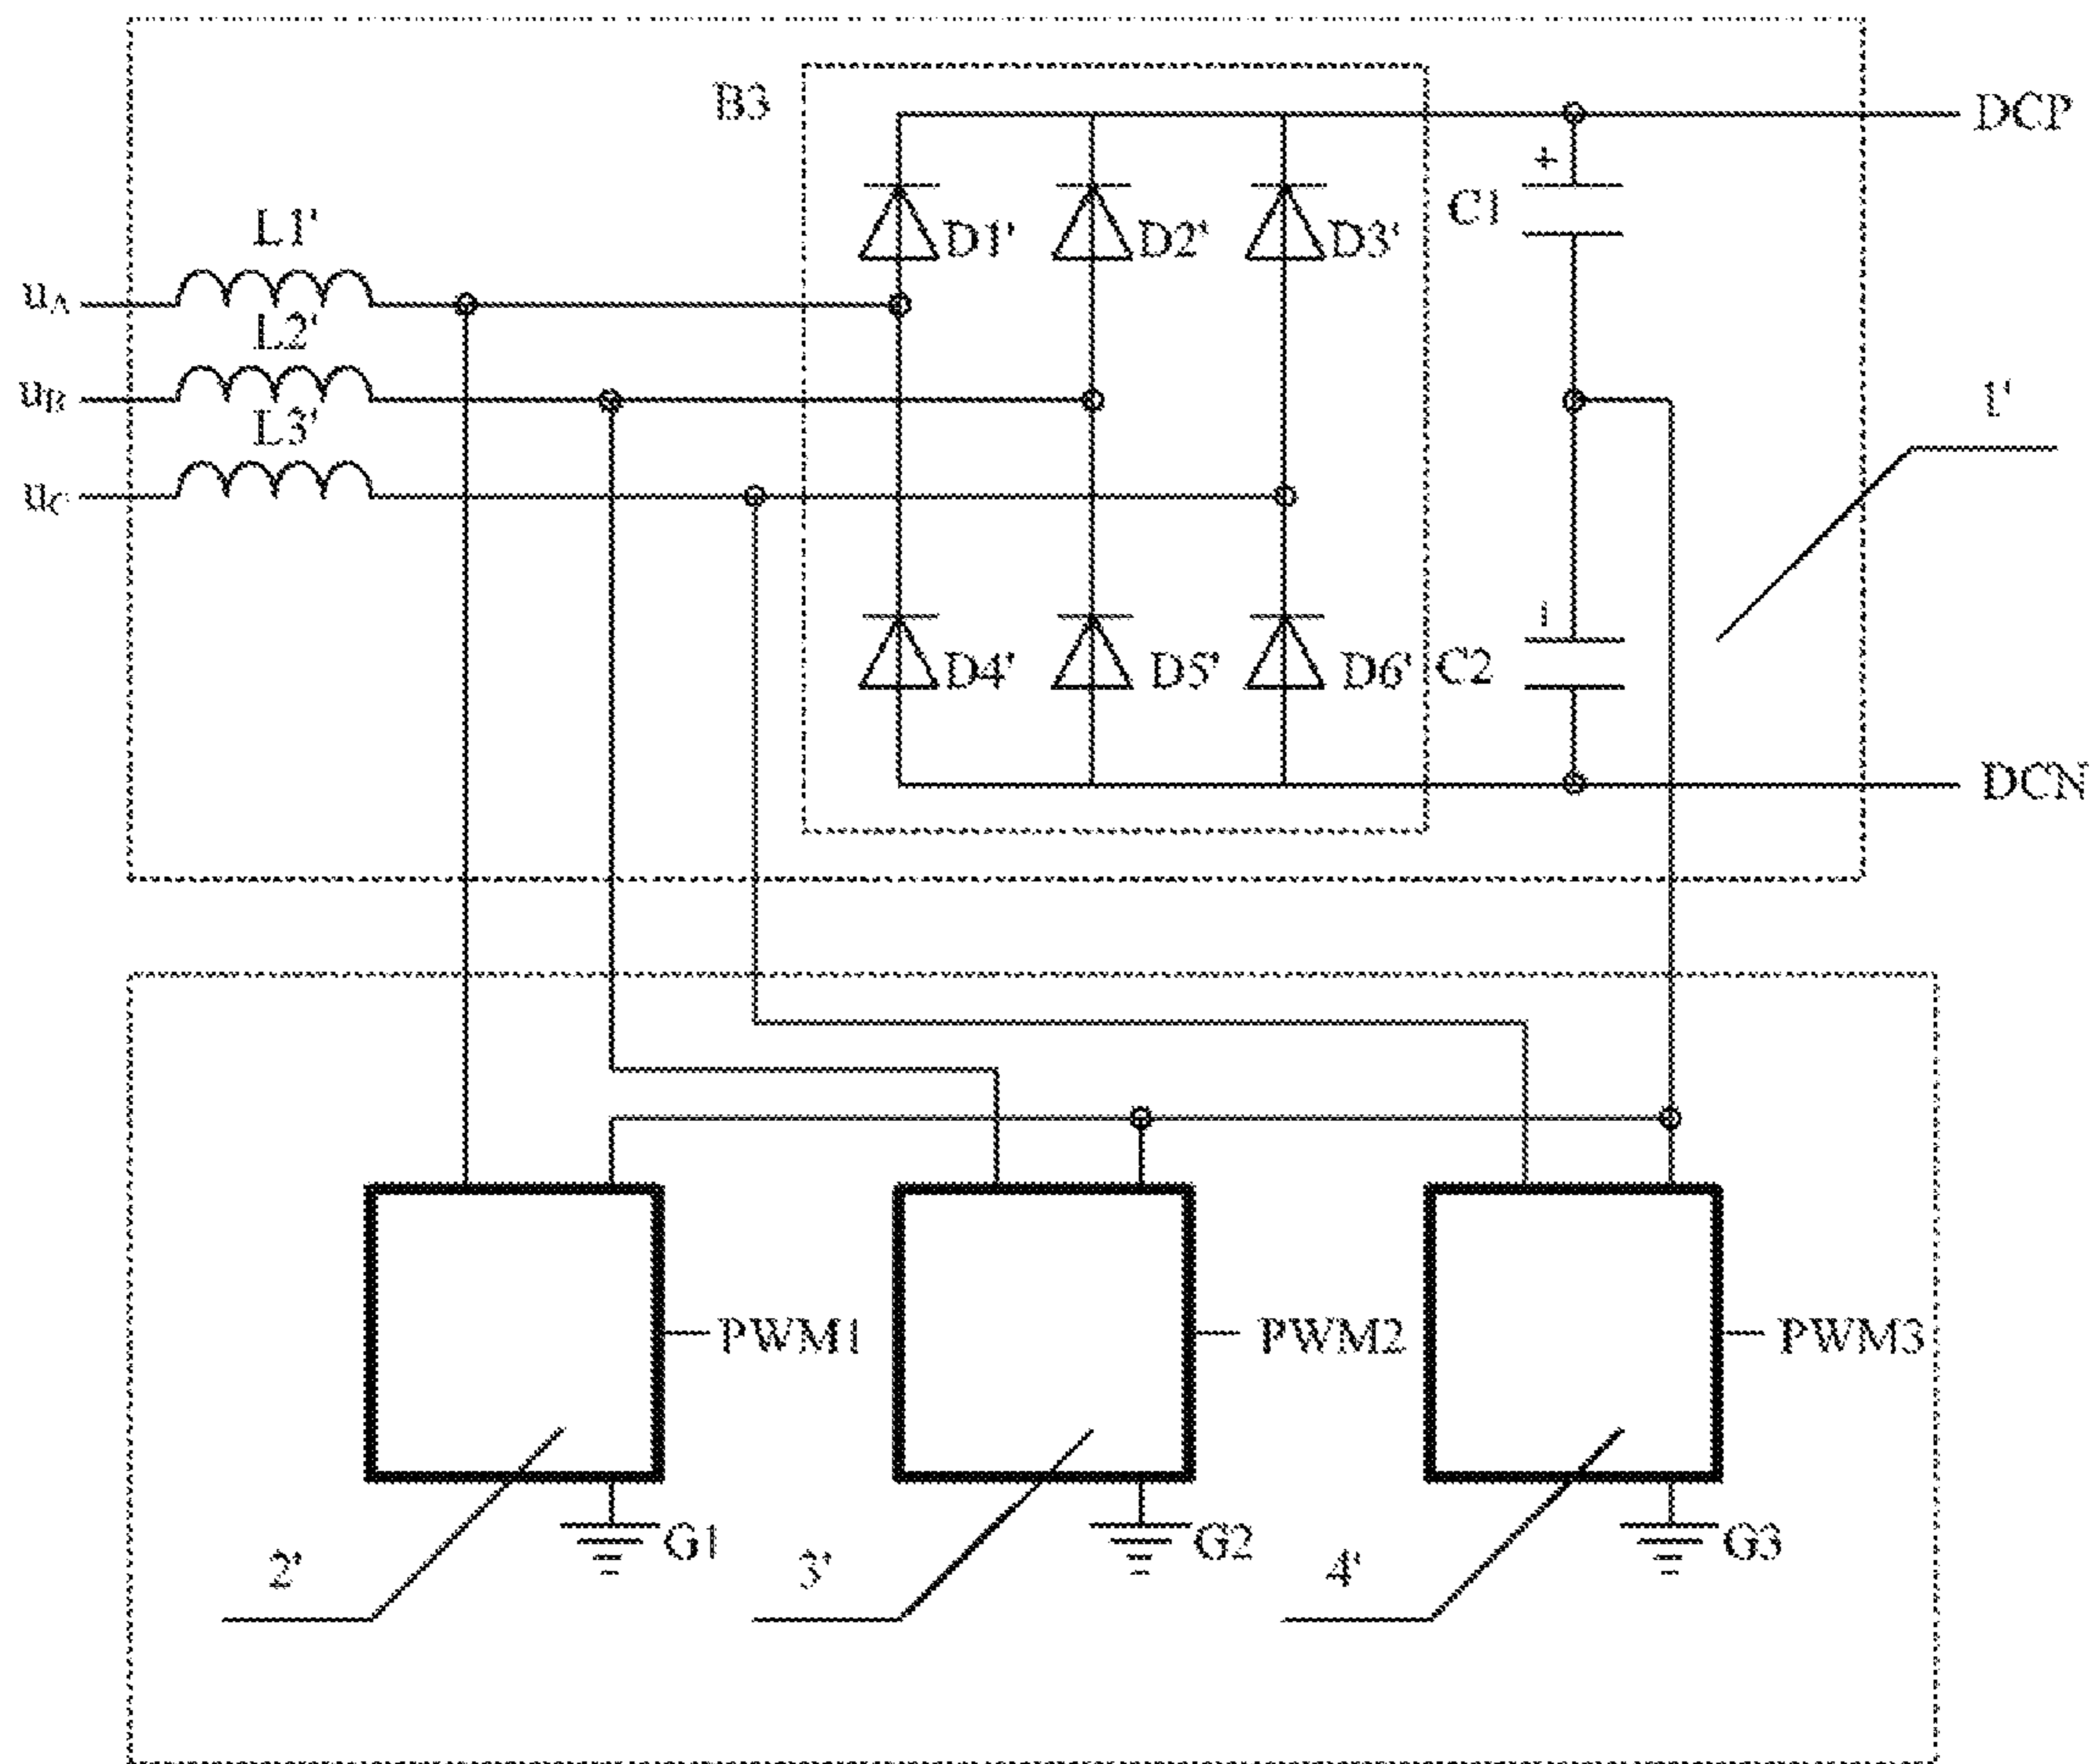 B3
DCP
+
C1
L1'
D1'
D2'
D3'
uA
L2'
uB
L3'
1'
uC
D4'
D5'
D6'
C2
DCN
PWM1
PWM2
PWM3
G1
G2
G3
2'
3'
4'